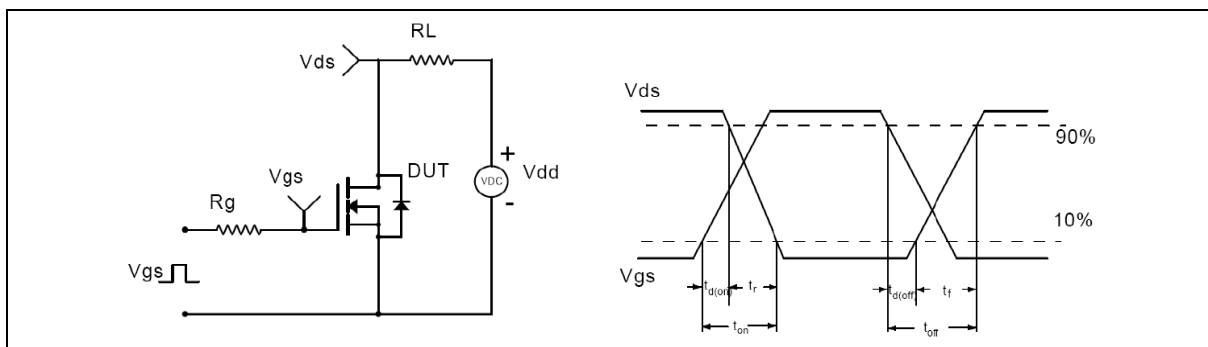 RL
Vds
+
VDC
Vdd
-
DUT
Vgs
Rg
Vgs
Vds
90%
10%
Vgs
td(on)
tr
td(off)
tf
ton
toff